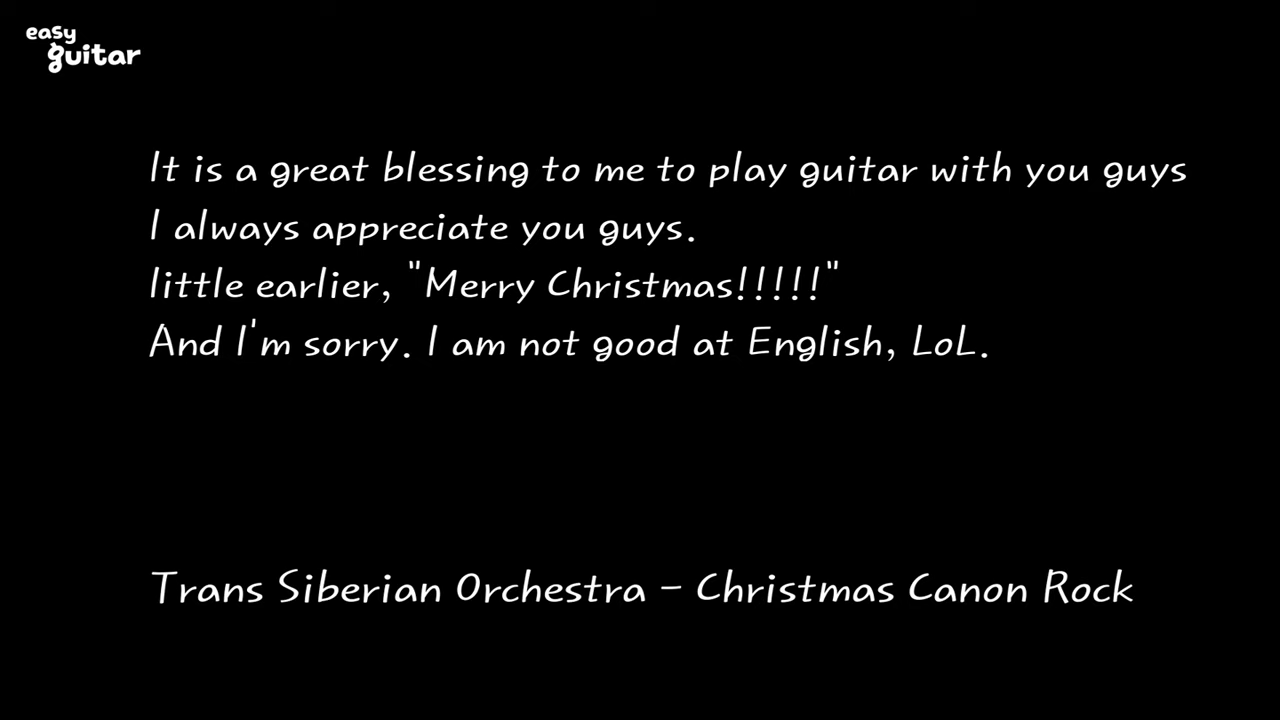 easy
guitar
It is a great blessing to me to play guitar with you guys
I always appreciate you guys.
little earlier, "Merry Christmas!!!!!"
And I'm sorry. I am not good at English, LoL.
Trans Siberian Orchestra - Christmas Canon Rock